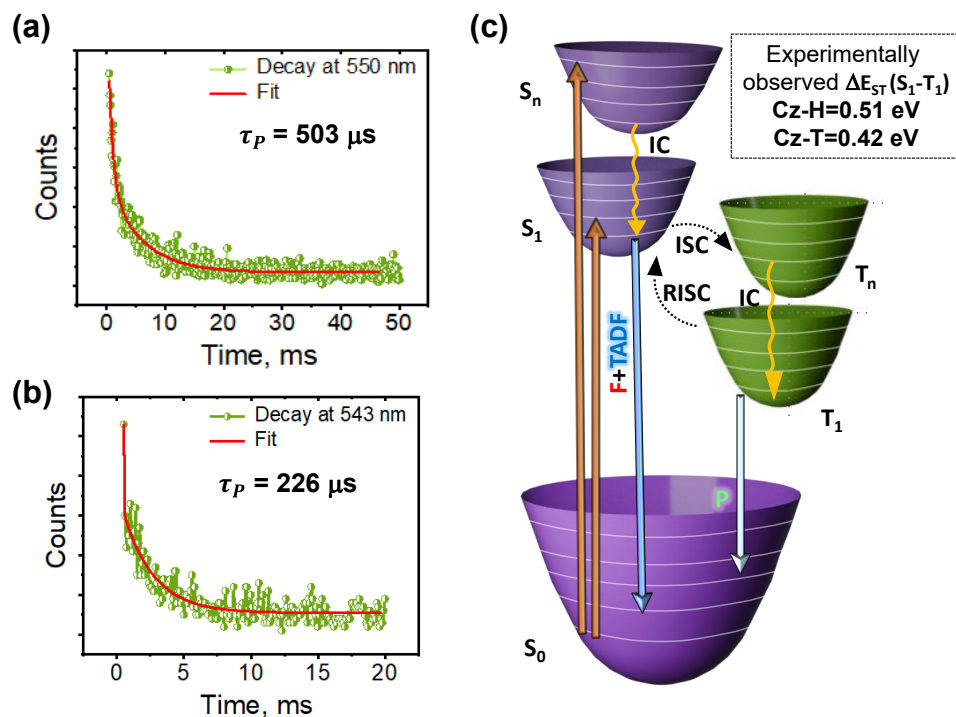 (a)
Decay at 550 nm
Fit
τP = 503 μs
Counts
0 10 20 30 40 50
Time, ms
(b)
Decay at 543 nm
Fit
τP = 226 μs
Counts
0 5 10 15 20
Time, ms
(c)
Experimentally
observed ΔEST (S1-T1)
Cz-H=0.51 eV
Cz-T=0.42 eV
Sn
IC
S1
ISC
RISC
Tn
IC
T1
F+TADF
P
S0